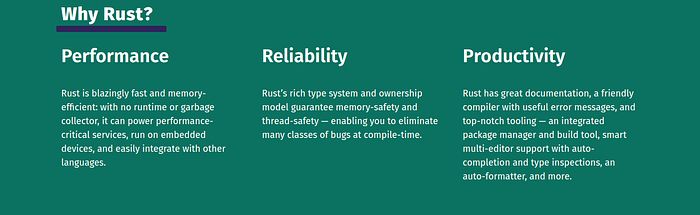 Why Rust?
Performance
Rust is blazingly fast and memory-
efficient: with no runtime or garbage
collector, it can power performance-
critical services, run on embedded
devices, and easily integrate with other
languages.
Reliability
Rust's rich type system and ownership
model guarantee memory-safety and
thread-safety — enabling you to eliminate
many classes of bugs at compile-time.
Productivity
Rust has great documentation, a friendly
compiler with useful error messages, and
top-notch tooling — an integrated
package manager and build tool, smart
multi-editor support with auto-
completion and type inspections, an
auto-formatter, and more.